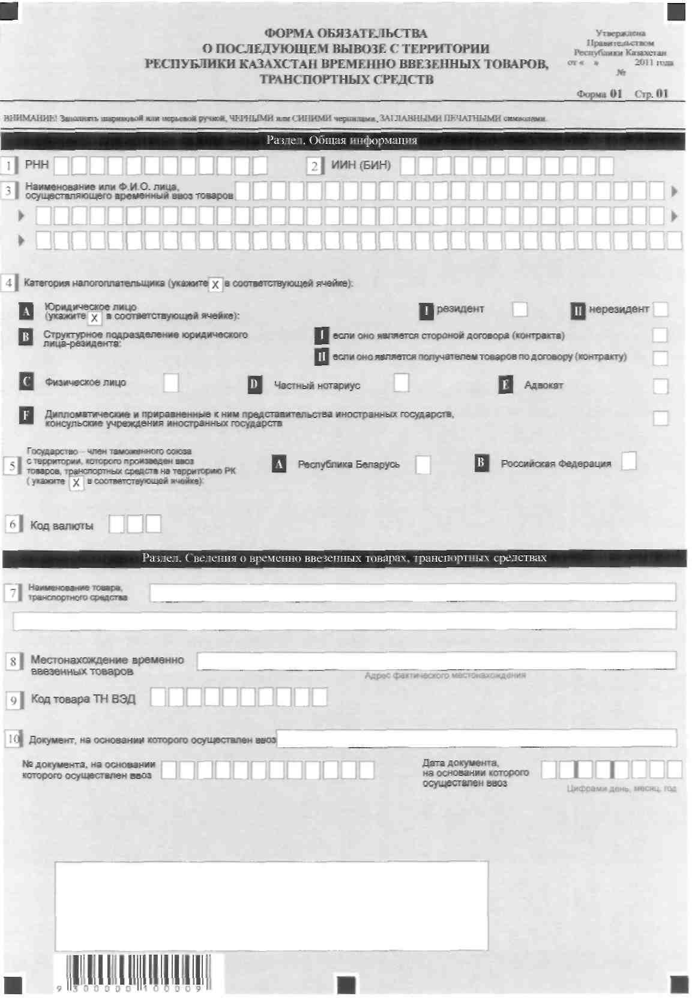 ФОРМА ОБЯЗАТЕЛЬСТВА
О ПОСЛЕДУЮЩЕМ ВЫВОЗЕ С ТЕРРИТОРИИ
РЕСПУБЛИКИ КАЗАХСТАН ВРЕМЕННО ВВЕЗЕННЫХ ТОВАРОВ,
ТРАНСПОРТНЫХ СРЕДСТВ
Утверждена
Правительством
Республики Казахстан
от « » 2011 года
№
Форма 01 Стр. 01
ВНИМАНИЕ! Заполнять шариковой или перьевой ручкой, ЧЕРНЫМИ или СИНИМИ чернилами, ЗАГЛАВНЫМИ ПЕЧАТНЫМИ символами.
Раздел. Общая информация
1 РНН 2 ИИН (БИН)
3 Наименование или Ф.И.О. лица,
осуществляющего временный ввоз товаров
4 Категория налогоплательщика (укажите X в соответствующей ячейке):
A Юридическое лицо
(укажите X в соответствующей ячейке):
I резидент II нерезидент
B Структурное подразделение юридического
лица-резидента:
I если оно является стороной договора (контракта)
II если оно является получателем товаров по договору (контракту)
C Физическое лицо D Частный нотариус E Адвокат
F Дипломатические и приравненные к ним представительства иностранных государств,
консульские учреждения иностранных государств
5 Государство – член таможенного союза
с территории, которого произведен ввоз
товаров, транспортных средств на территорию РК
( укажите X в соответствующей ячейке):
A Республика Беларусь B Российская Федерация
6 Код валюты
Раздел. Сведения о временно ввезенных товарах, транспортных средствах
7 Наименование товара,
транспортного средства
8 Местонахождение временно
ввезенных товаров
Адрес фактического местонахождения
9 Код товара ТН ВЭД
10 Документ, на основании которого осуществлен ввоз
№ документа, на основании
которого осуществлен ввоз
Дата документа,
на основании которого
осуществлен ввоз
Цифрами день, месяц, год
9 300000 100009